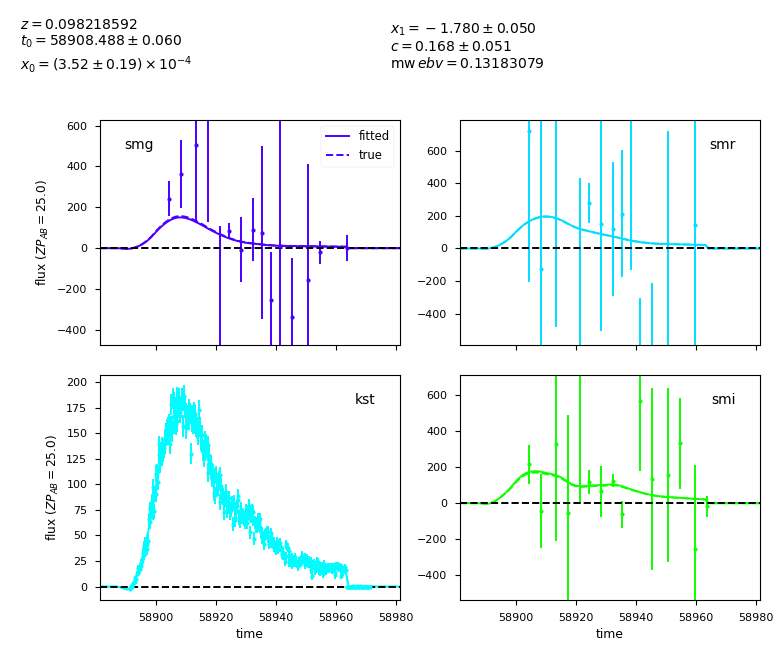 z = 0.098218592
t₀ = 58908.488 ± 0.060
x₀ = (3.52 ± 0.19) × 10⁻⁴
x₁ = −1.780 ± 0.050
c = 0.168 ± 0.051
mw ebv = 0.13183079
600
400
200
0
−200
−400
flux (ZP_AB = 25.0)
smg
fitted
true
600
400
200
0
−200
−400
smr
200
175
150
125
100
75
50
25
0
flux (ZP_AB = 25.0)
kst
58900
58920
58940
58960
58980
time
600
400
200
0
−200
−400
smi
58900
58920
58940
58960
58980
time